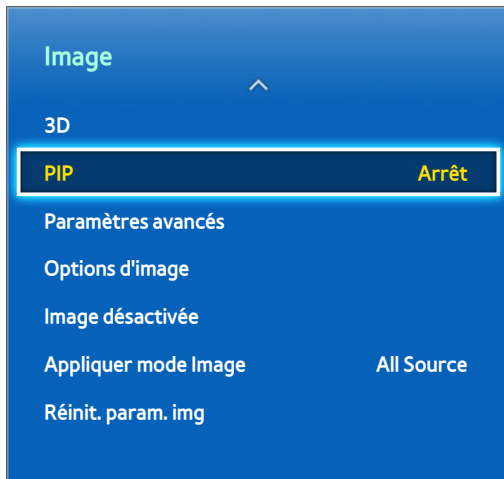 Image
3D
PIP Arrêt
Paramètres avancés
Options d'image
Image désactivée
Appliquer mode Image All Source
Réinit. param. img